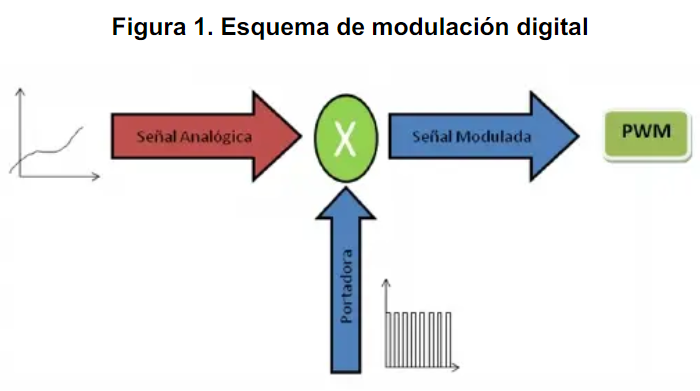 Figura 1. Esquema de modulación digital
Señal Analógica
X
Señal Modulada
PWM
Portadora